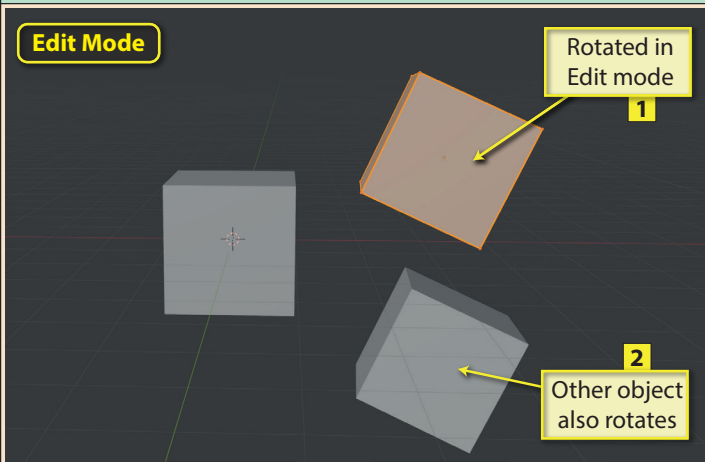 Edit Mode
Rotated in
Edit mode
1
2
Other object
also rotates